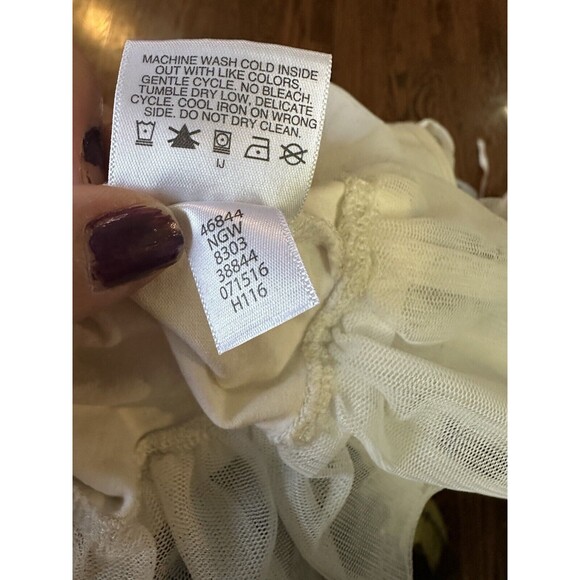 MACHINE WASH COLD INSIDE
OUT WITH LIKE COLORS,
GENTLE CYCLE. NO BLEACH.
TUMBLE DRY LOW, DELICATE
CYCLE. COOL IRON ON WRONG
SIDE. DO NOT DRY CLEAN.
IJ
46844
NGW
8303
38844
071516
H116